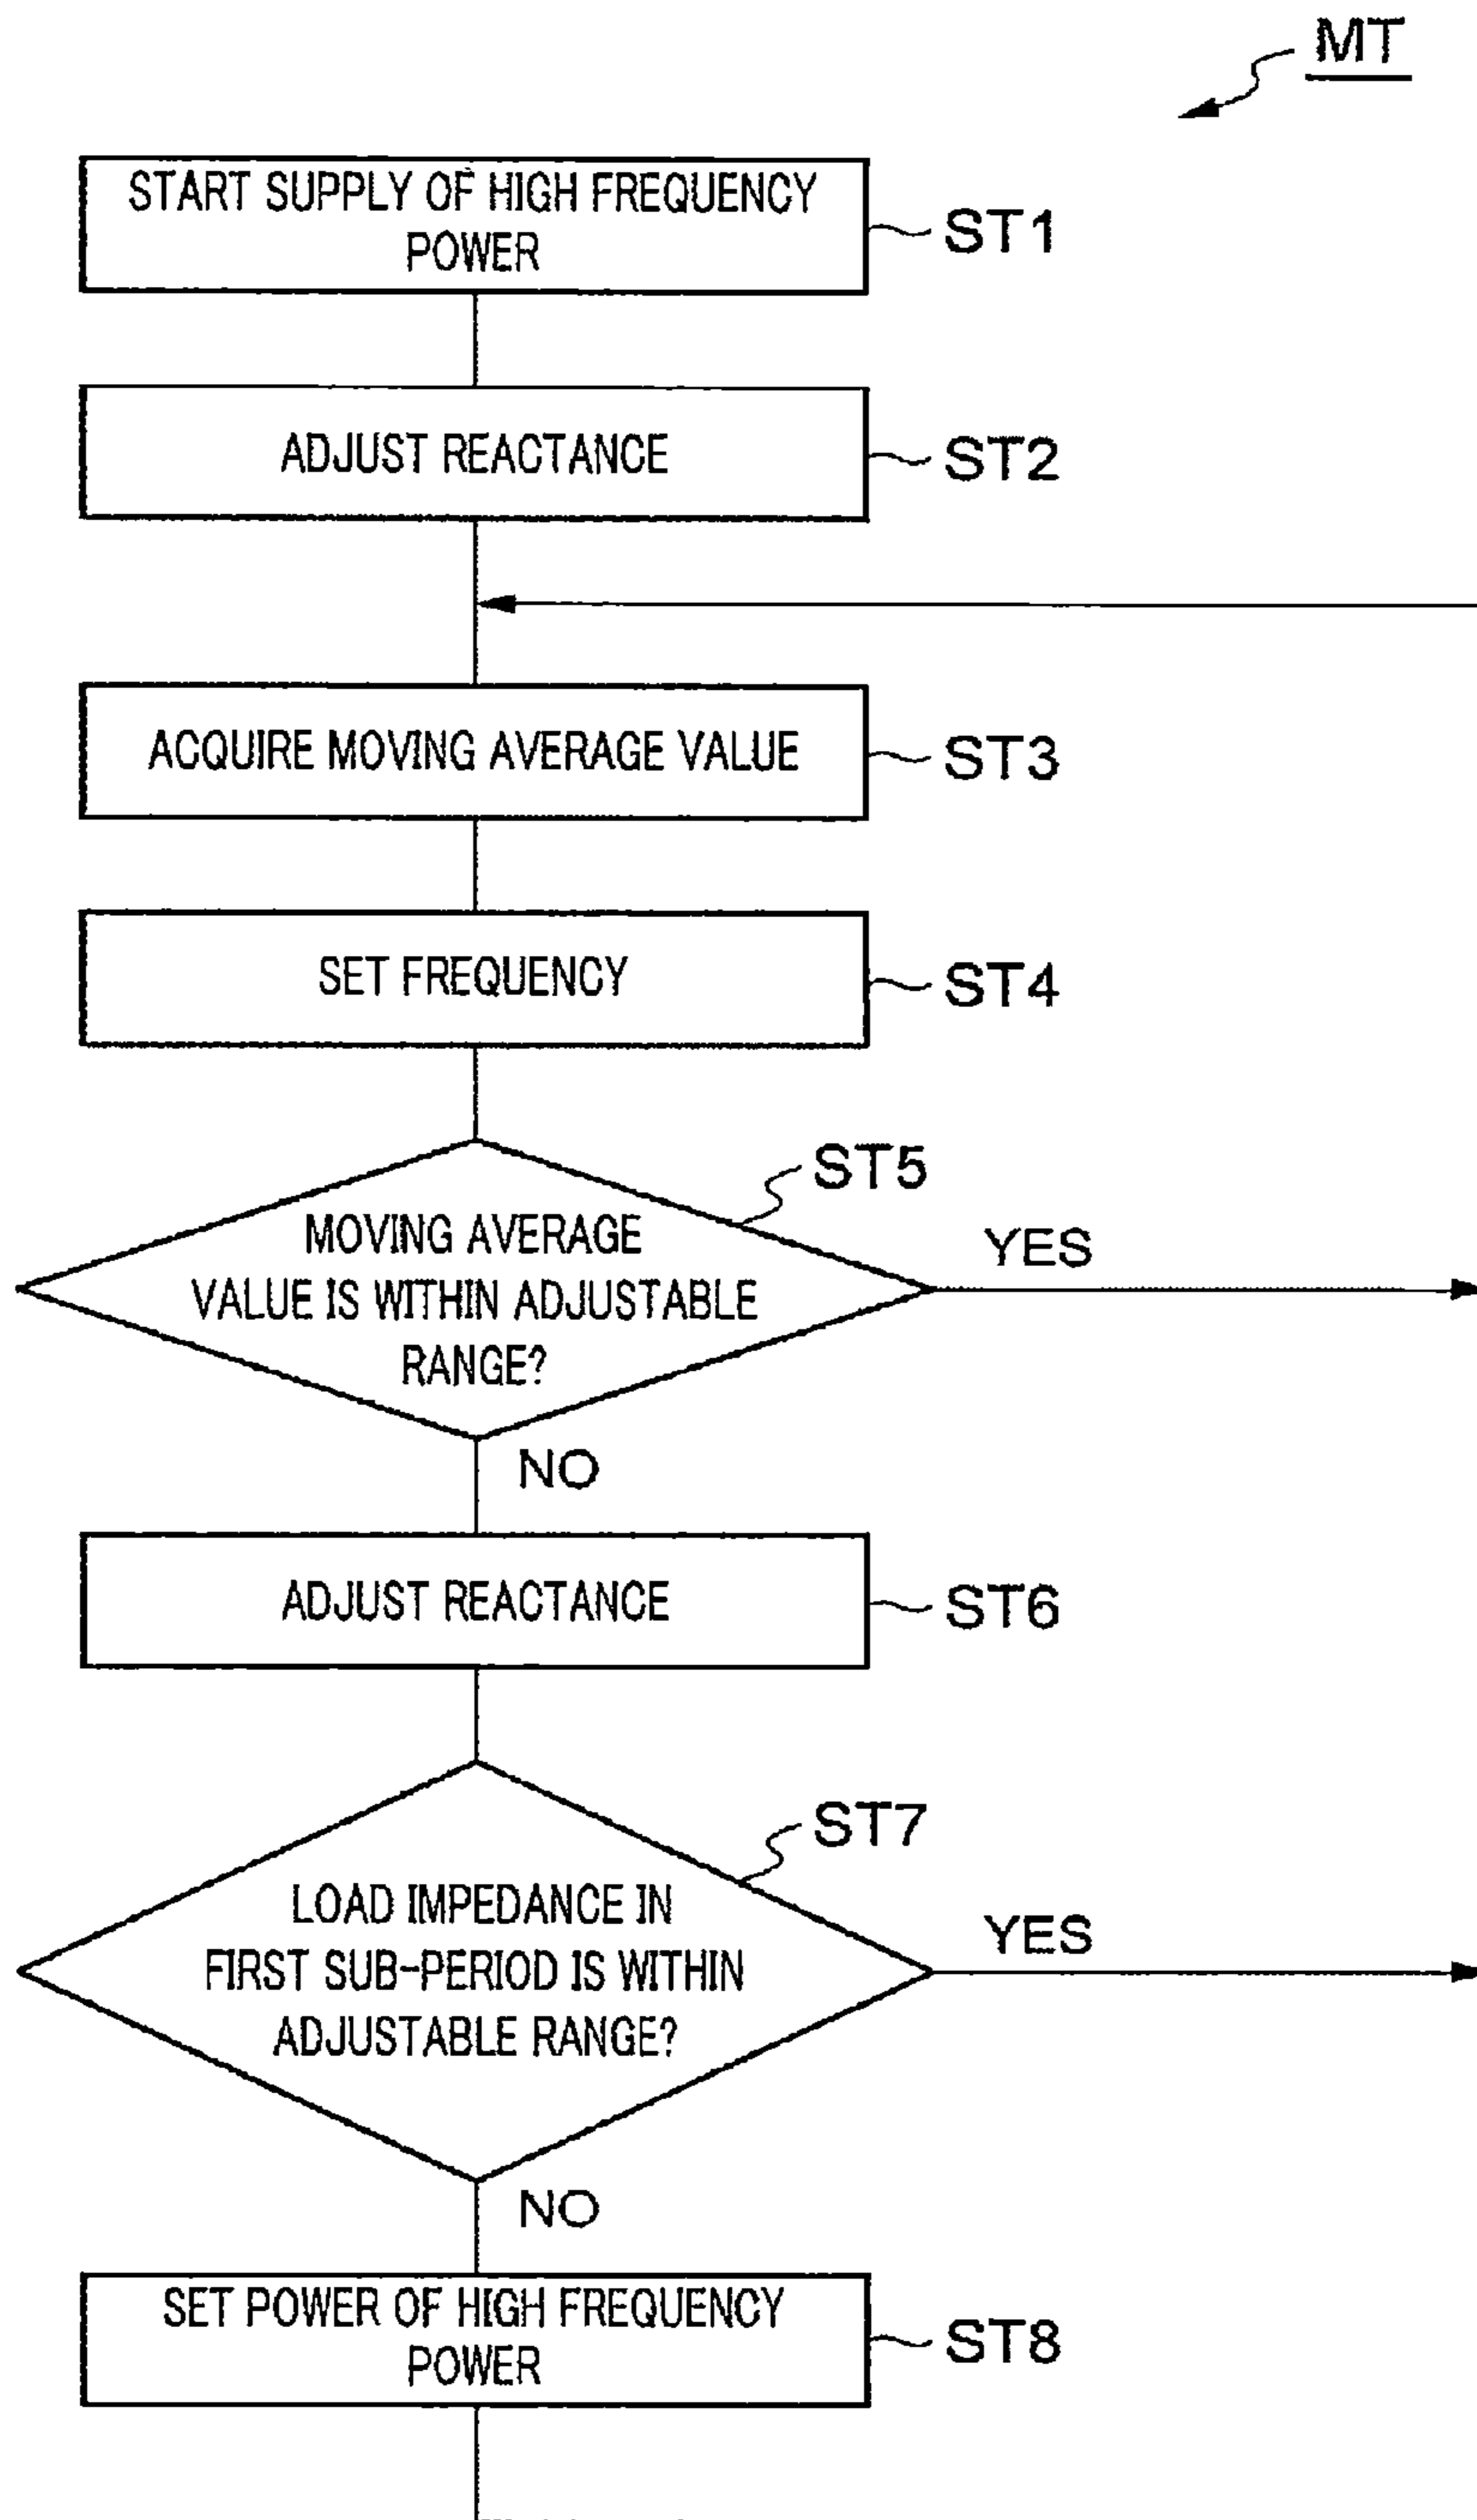 MT
START SUPPLY OF HIGH FREQUENCY
POWER
ST1
ADJUST REACTANCE
ST2
ACQUIRE MOVING AVERAGE VALUE
ST3
SET FREQUENCY
ST4
ST5
MOVING AVERAGE
VALUE IS WITHIN ADJUSTABLE
RANGE?
YES
NO
ADJUST REACTANCE
ST6
ST7
LOAD IMPEDANCE IN
FIRST SUB-PERIOD IS WITHIN
ADJUSTABLE RANGE?
YES
NO
SET POWER OF HIGH FREQUENCY
POWER
ST8